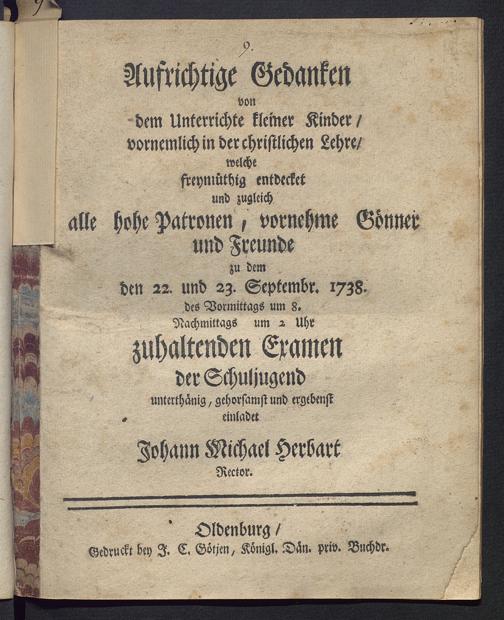 9.
Aufrichtige Gedanken
von
dem Unterrichte kleiner Kinder/
vornemlich in der christlichen Lehre/
welche
freymüthig entdecket
und zugleich
alle hohe Patronen, vornehme Gönner
und Freunde
zu dem
den 22. und 23. Septembr. 1738.
des Vormittags um 8.
Nachmittags um 2 Uhr
zuhaltenden Examen
der Schuljugend
unterthänig, gehorsamst und ergebenst
einladet
Johann Michael Herbart
Rector.
Oldenburg/
Gedruckt bey J. C. Götjen, Königl. Dän. priv. Buchdr.